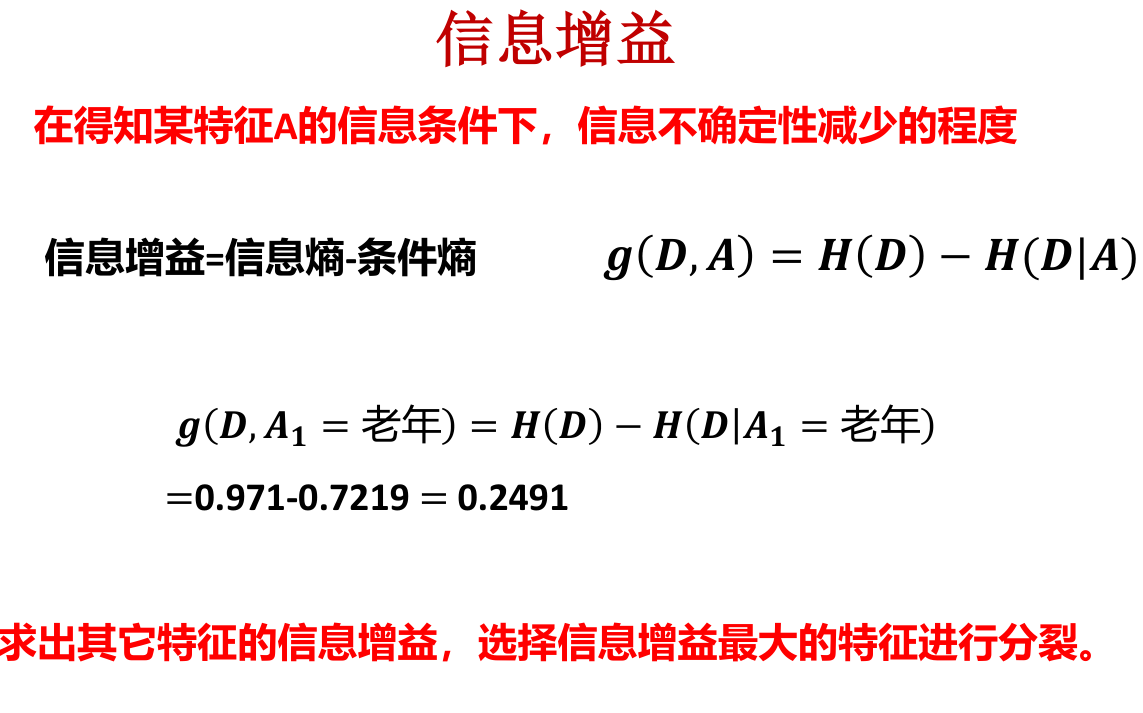 信息增益
在得知某特征A的信息条件下，信息不确定性减少的程度
信息增益=信息熵-条件熵 g(D,A) = H(D) − H(D|A)
g(D,A₁ = 老年) = H(D) − H(D|A₁ = 老年)
=0.971-0.7219 = 0.2491
求出其它特征的信息增益，选择信息增益最大的特征进行分裂。